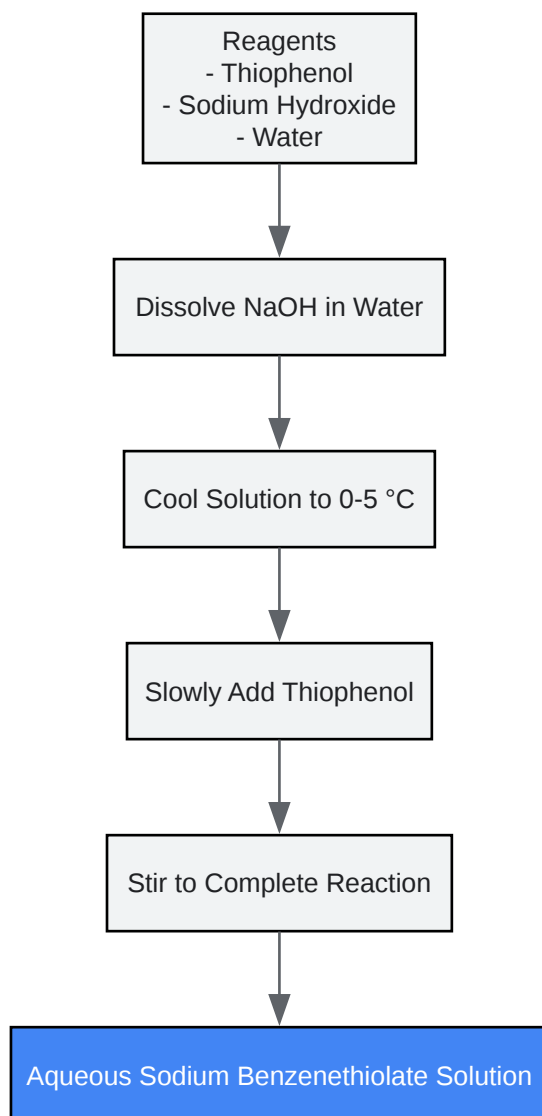 Reagents
- Thiophenol
- Sodium Hydroxide
- Water
Dissolve NaOH in Water
Cool Solution to 0-5 °C
Slowly Add Thiophenol
Stir to Complete Reaction
Aqueous Sodium Benzenethiolate Solution